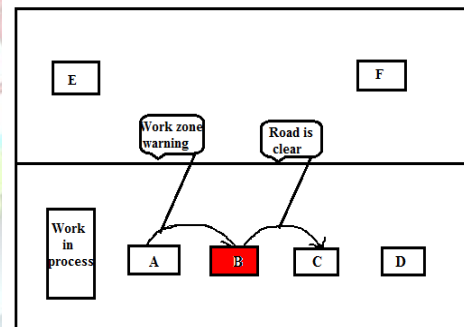 E
F
Work zone
warning
Road is
clear
Work
in
process
A
B
C
D